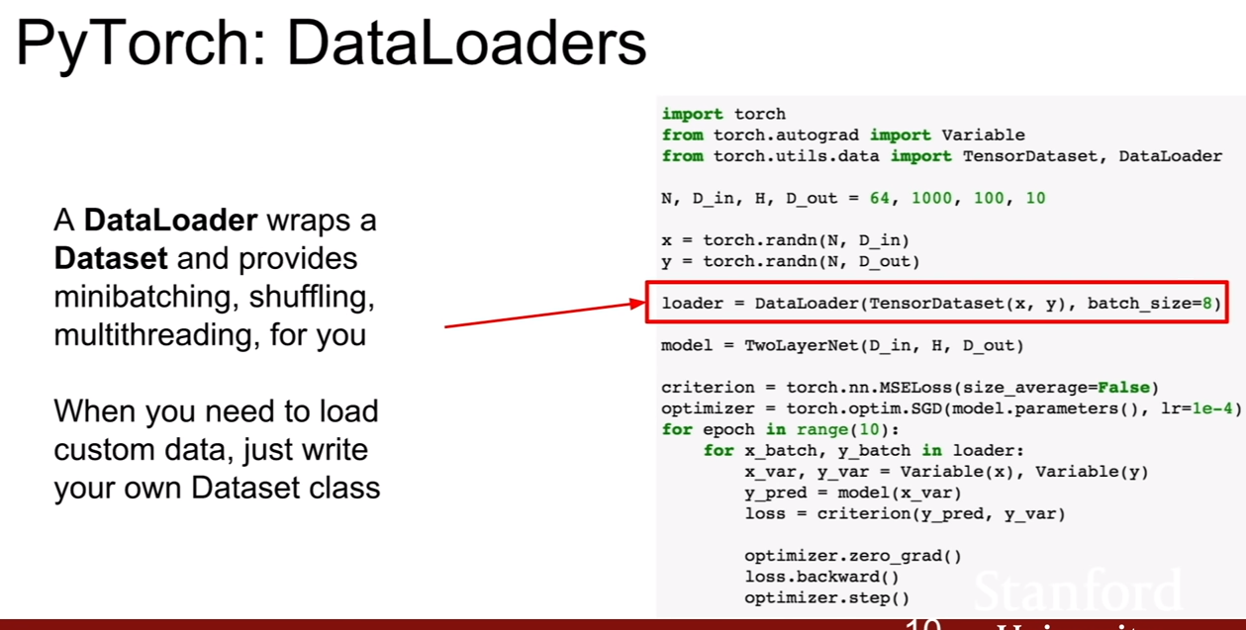 PyTorch: DataLoaders
A DataLoader wraps a
Dataset and provides
minibatching, shuffling,
multithreading, for you
When you need to load
custom data, just write
your own Dataset class
import torch
from torch.autograd import Variable
from torch.utils.data import TensorDataset, DataLoader
N, D_in, H, D_out = 64, 1000, 100, 10
x = torch.randn(N, D_in)
y = torch.randn(N, D_out)
loader = DataLoader(TensorDataset(x, y), batch_size=8)
model = TwoLayerNet(D_in, H, D_out)
criterion = torch.nn.MSELoss(size_average=False)
optimizer = torch.optim.SGD(model.parameters(), lr=1e-4)
for epoch in range(10):
    for x_batch, y_batch in loader:
        x_var, y_var = Variable(x), Variable(y)
        y_pred = model(x_var)
        loss = criterion(y_pred, y_var)
        optimizer.zero_grad()
        loss.backward()
        optimizer.step()
Stanford